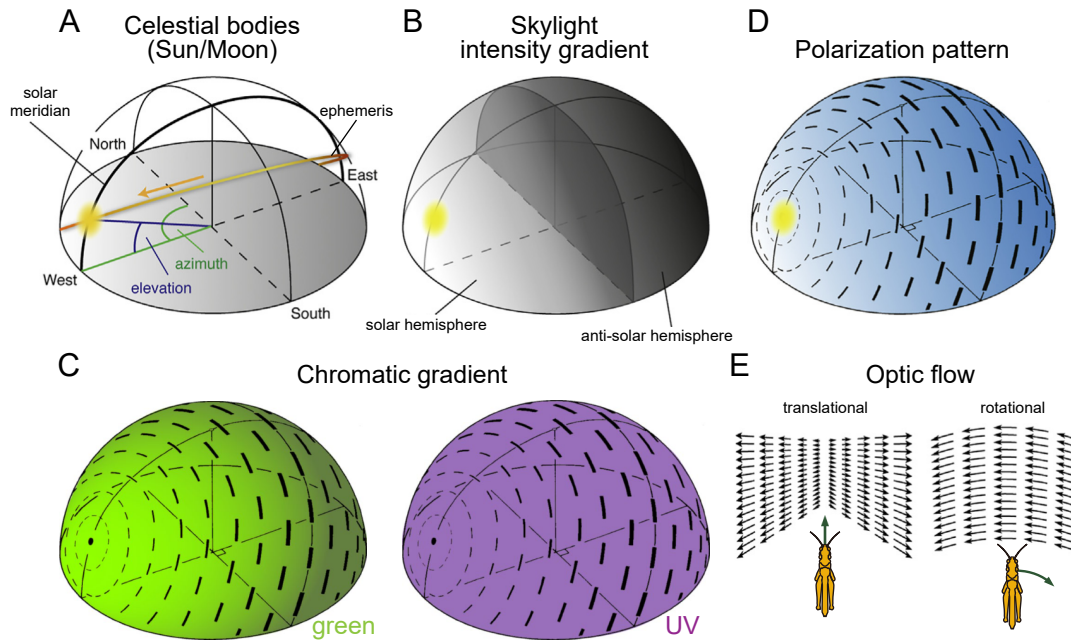 A
Celestial bodies
(Sun/Moon)
solar
meridian
ephemeris
North
East
azimuth
West
elevation
South
B
Skylight
intensity gradient
solar hemisphere
anti-solar hemisphere
D
Polarization pattern
C
Chromatic gradient
green
UV
E
Optic flow
translational
rotational